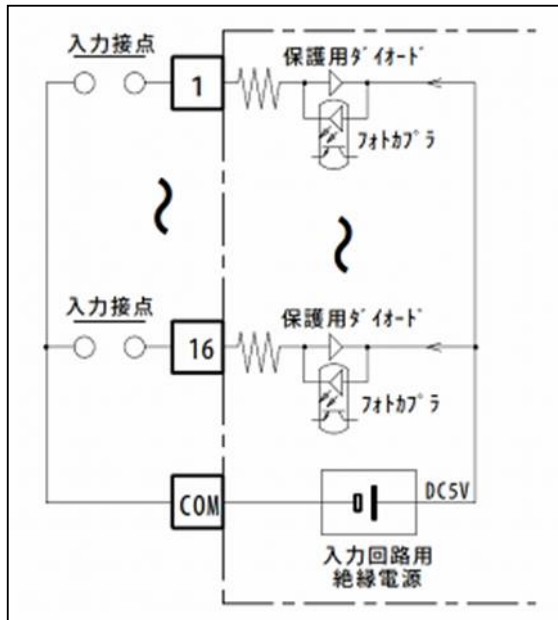 入力接点
1
保護用ﾀﾞｲｵｰﾄﾞ
ﾌｫﾄｶﾌﾟﾗ
入力接点
16
保護用ﾀﾞｲｵｰﾄﾞ
ﾌｫﾄｶﾌﾟﾗ
COM
DC5V
入力回路用
絶縁電源